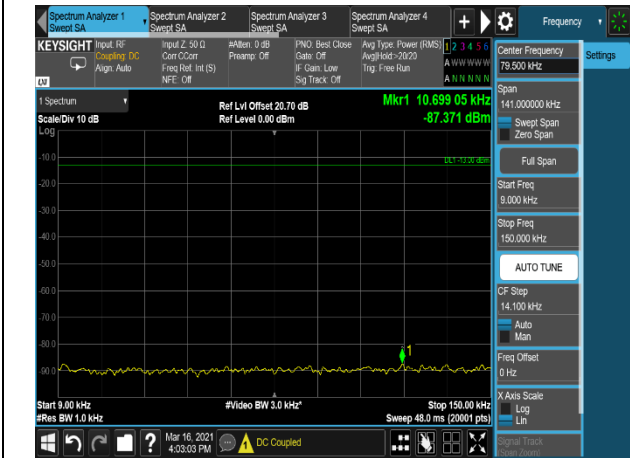 Spectrum Analyzer 1
Swept SA
Spectrum Analyzer 2
Swept SA
Spectrum Analyzer 3
Swept SA
Spectrum Analyzer 4
Swept SA
+
Frequency
KEYSIGHT
Input: RF
Coupling: DC
Align: Auto
Input Z: 50 Ω
Corr CCorr
Freq Ref: Int (S)
NFE: Off
#Atten: 0 dB
Preamp: Off
PNO: Best Close
Gate: Off
IF Gain: Low
Sig Track: Off
Avg Type: Power (RMS)
Avg|Hold:>20/20
Trig: Free Run
1 2 3 4 5 6
A W W W W W
A N N N N N
LXI
1 Spectrum
Scale/Div 10 dB
Log
Ref Lvl Offset 20.70 dB
Ref Level 0.00 dBm
Mkr1 10.699 05 kHz
-87.371 dBm
DL1 -13.00 dBm
-10.0
-20.0
-30.0
-40.0
-50.0
-60.0
-70.0
-80.0
-90.0
1
Start 9.00 kHz
#Res BW 1.0 kHz
#Video BW 3.0 kHz*
Stop 150.00 kHz
Sweep 48.0 ms (20001 pts)
Center Frequency
79.500 kHz
Settings
Span
141.000000 kHz
Swept Span
Zero Span
Full Span
Start Freq
9.000 kHz
Stop Freq
150.000 kHz
AUTO TUNE
CF Step
14.100 kHz
Auto
Man
Freq Offset
0 Hz
X Axis Scale
Log
Lin
Signal Track
(Span Zoom)
?
Mar 16, 2021
4:03:03 PM
DC Coupled